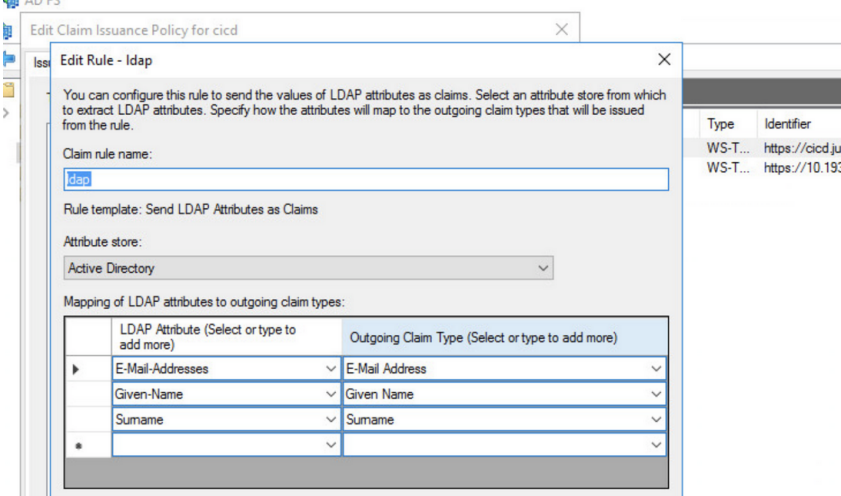 AD FS
Edit Claim Issuance Policy for cicd
Edit Rule - ldap
You can configure this rule to send the values of LDAP attributes as claims. Select an attribute store from which
to extract LDAP attributes. Specify how the attributes will map to the outgoing claim types that will be issued
from the rule.
Claim rule name:
ldap
Rule template: Send LDAP Attributes as Claims
Attribute store:
Active Directory
Mapping of LDAP attributes to outgoing claim types:
LDAP Attribute (Select or type to
add more)
Outgoing Claim Type (Select or type to add more)
E-Mail-Addresses E-Mail Address
Given-Name Given Name
Surname Surname
Type Identifier
WS-T... https://cicd.ju
WS-T... https://10.193